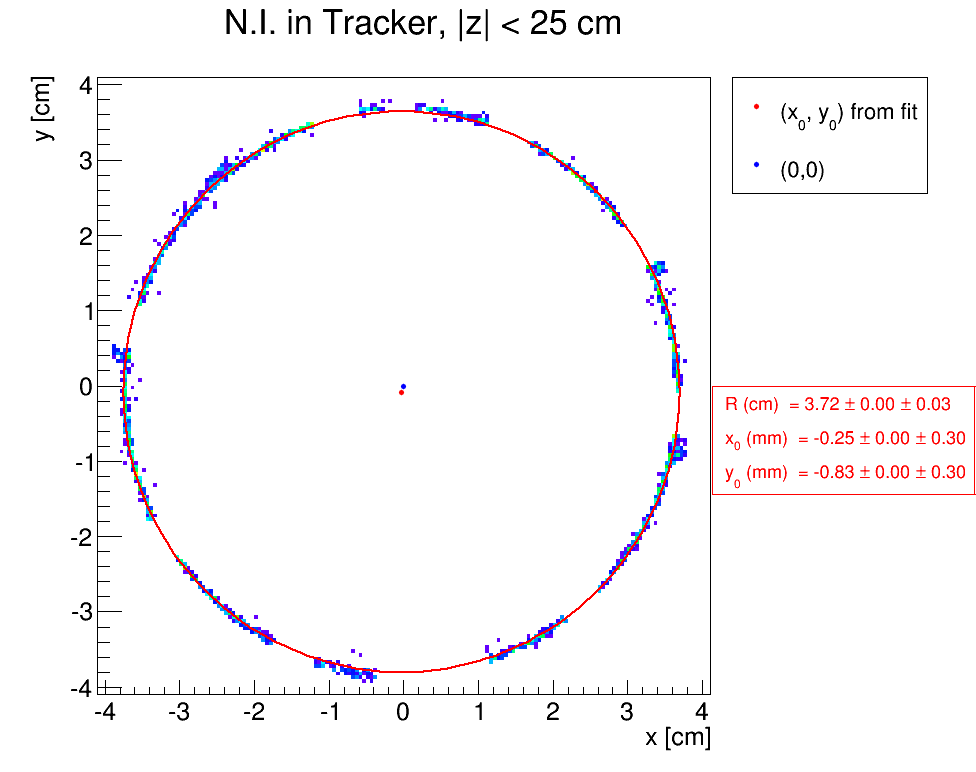 N.I. in Tracker, |z| < 25 cm
y [cm]
4
3
2
1
0
-1
-2
-3
-4
-4 -3 -2 -1 0 1 2 3 4
x [cm]
(x0, y0) from fit
(0,0)
R (cm) = 3.72 ± 0.00 ± 0.03
x0 (mm) = -0.25 ± 0.00 ± 0.30
y0 (mm) = -0.83 ± 0.00 ± 0.30